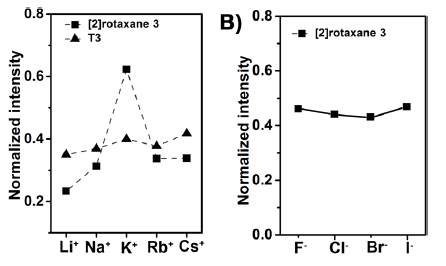 [2]rotaxane 3
T3
Normalized intensity
0.8
0.6
0.4
0.2
Li⁺ Na⁺ K⁺ Rb⁺ Cs⁺
B)
[2]rotaxane 3
Normalized intensity
0.8
0.6
0.4
0.2
0.0
F⁻ Cl⁻ Br⁻ I⁻